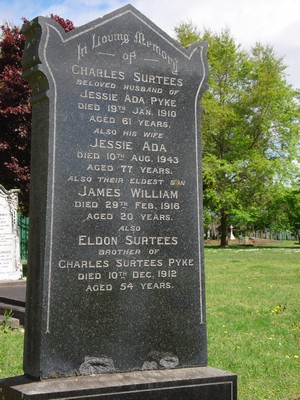 In Loving Memory
of
CHARLES SURTEES
BELOVED HUSBAND OF
JESSIE ADA PYKE
DIED 19TH JAN. 1910
AGED 61 YEARS.
ALSO HIS WIFE
JESSIE ADA
DIED 10TH AUG. 1943
AGED 77 YEARS.
ALSO THEIR ELDEST SON
JAMES WILLIAM
DIED 29TH FEB. 1916
AGED 20 YEARS.
ALSO
ELDON SURTEES
BROTHER OF
CHARLES SURTEES PYKE
DIED 10TH DEC. 1912
AGED 54 YEARS.